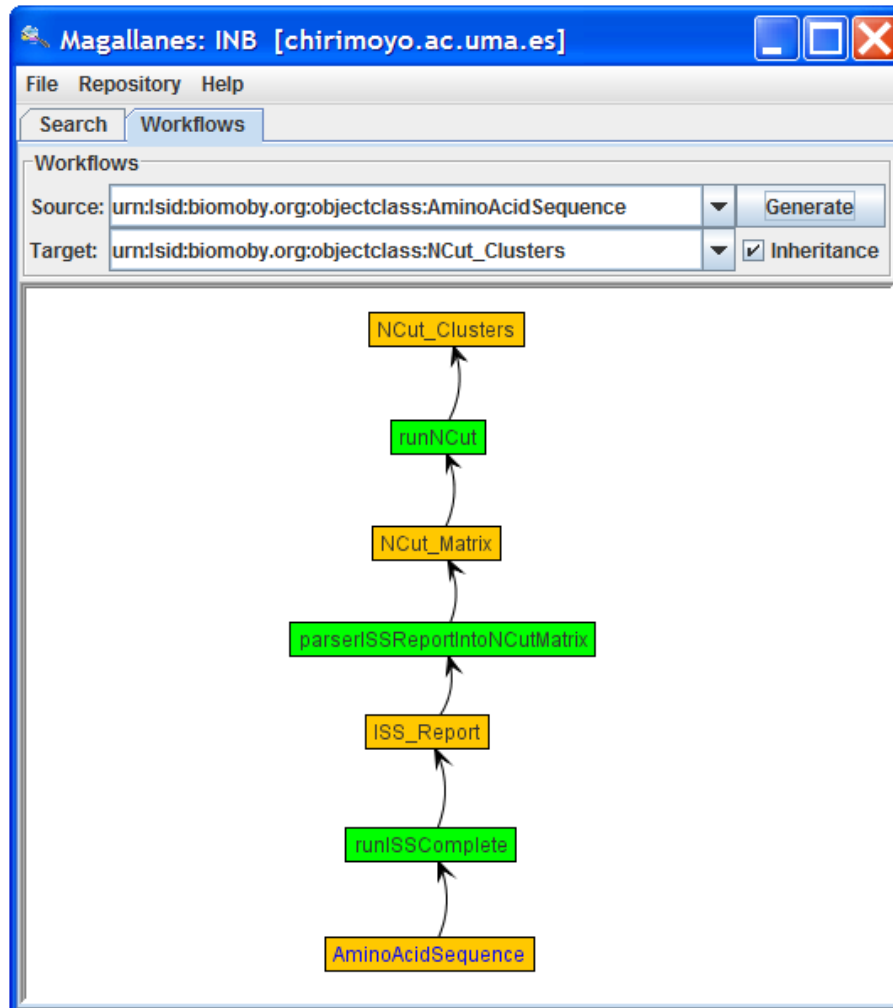 Magallanes: INB [chirimoyo.ac.uma.es]
File Repository Help
Search Workflows
Workflows
Source: urn:lsid:biomoby.org:objectclass:AminoAcidSequence Generate
Target: urn:lsid:biomoby.org:objectclass:NCut_Clusters Inheritance
NCut_Clusters
runNCut
NCut_Matrix
parserISSReportIntoNCutMatrix
ISS_Report
runISSComplete
AminoAcidSequence